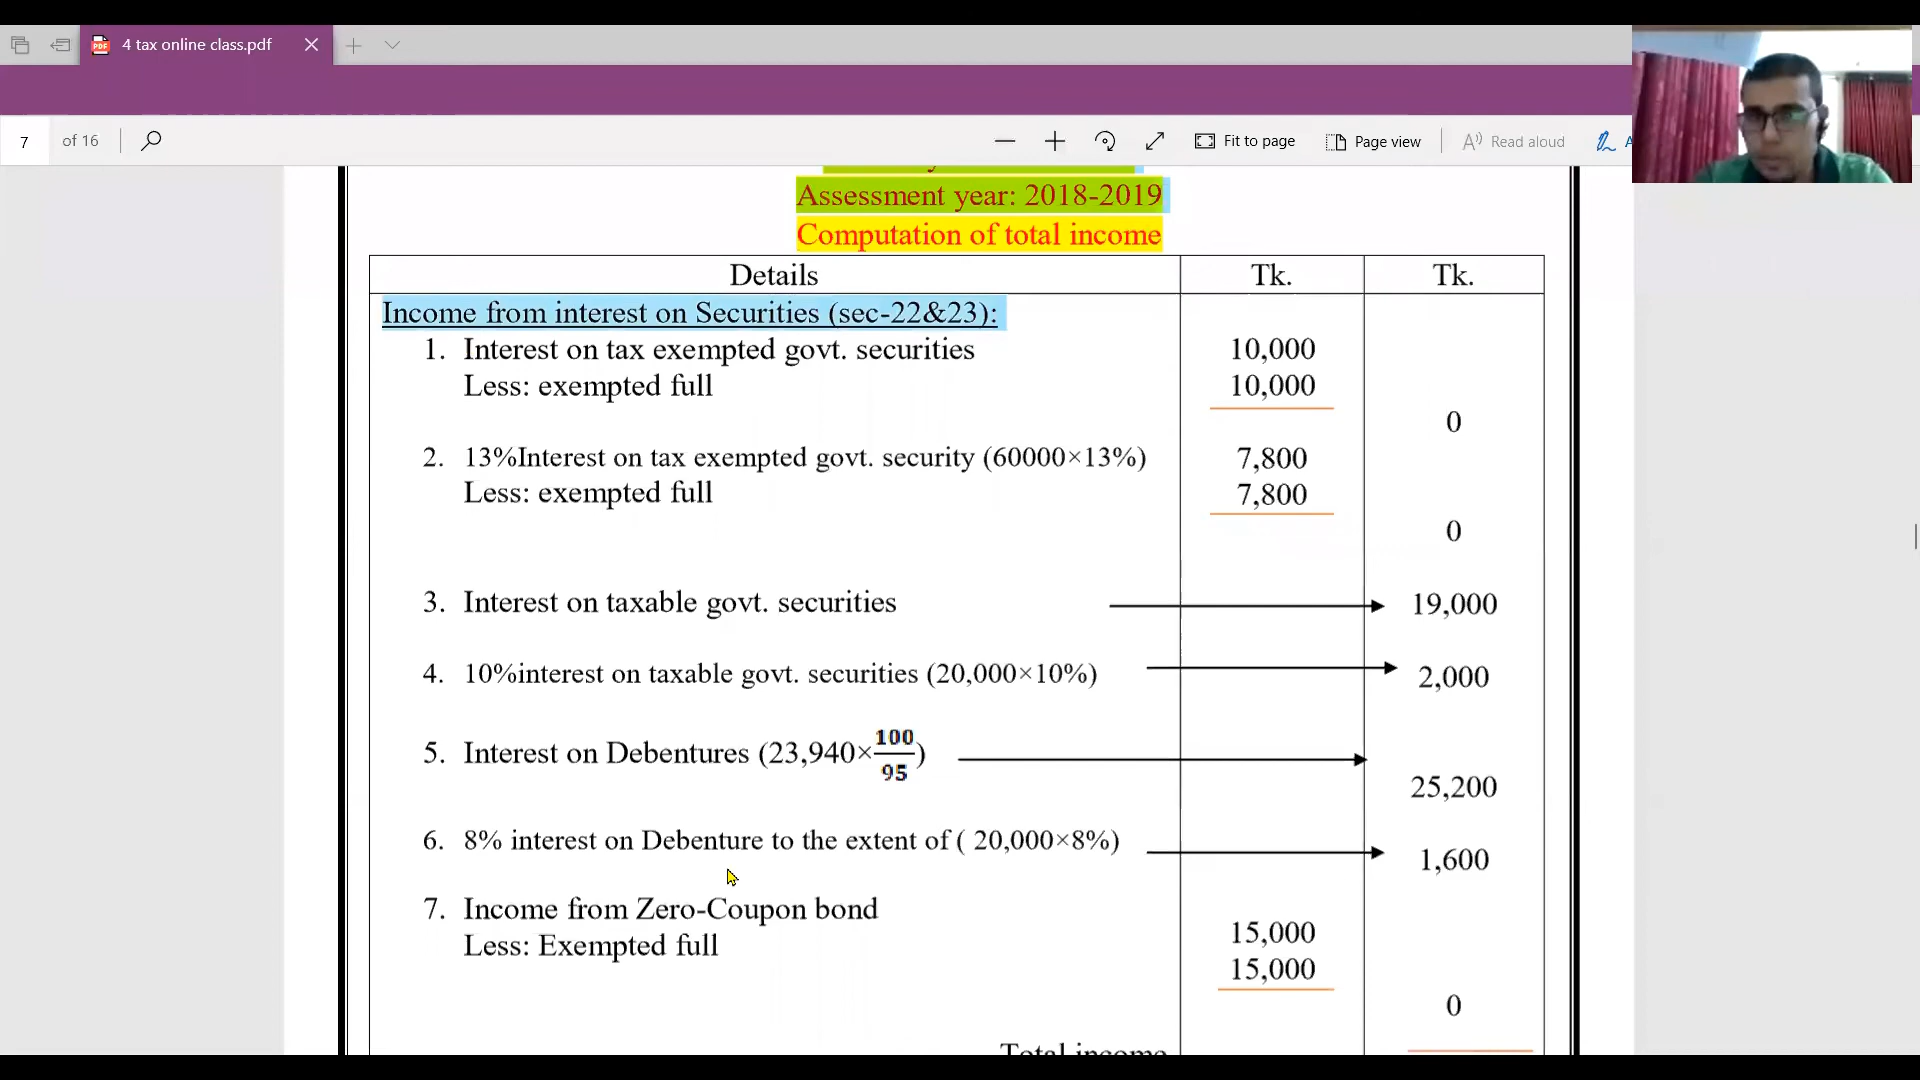 4 tax online class.pdf
7 of 16
Fit to page
Page view
Read aloud
Assessment year: 2018-2019
Computation of total income
Details Tk. Tk.
Income from interest on Securities (sec-22&23):
1. Interest on tax exempted govt. securities 10,000
Less: exempted full 10,000
0
2. 13%Interest on tax exempted govt. security (60000×13%) 7,800
Less: exempted full 7,800
0
3. Interest on taxable govt. securities 19,000
4. 10%interest on taxable govt. securities (20,000×10%) 2,000
5. Interest on Debentures (23,940×100/95) 25,200
6. 8% interest on Debenture to the extent of ( 20,000×8%) 1,600
7. Income from Zero-Coupon bond 15,000
Less: Exempted full 15,000
0
Total income